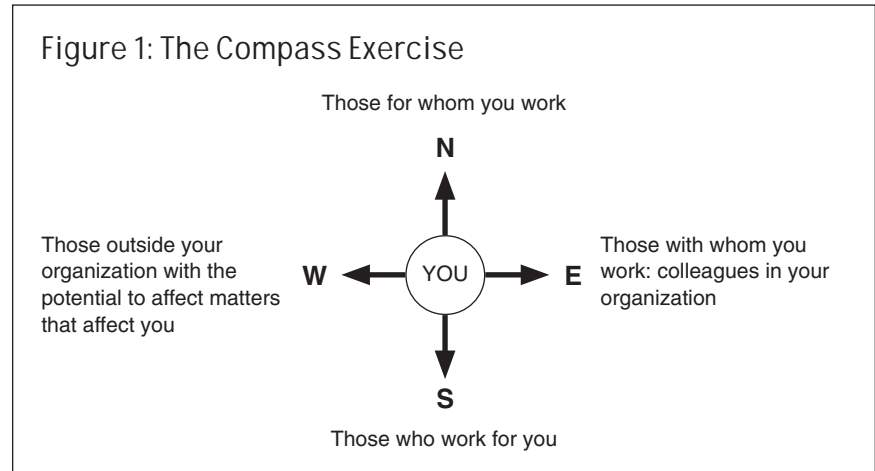 Figure 1: The Compass Exercise
Those for whom you work
N
Those outside your
organization with the
potential to affect matters
that affect you
W
YOU
E
Those with whom you
work: colleagues in your
organization
S
Those who work for you